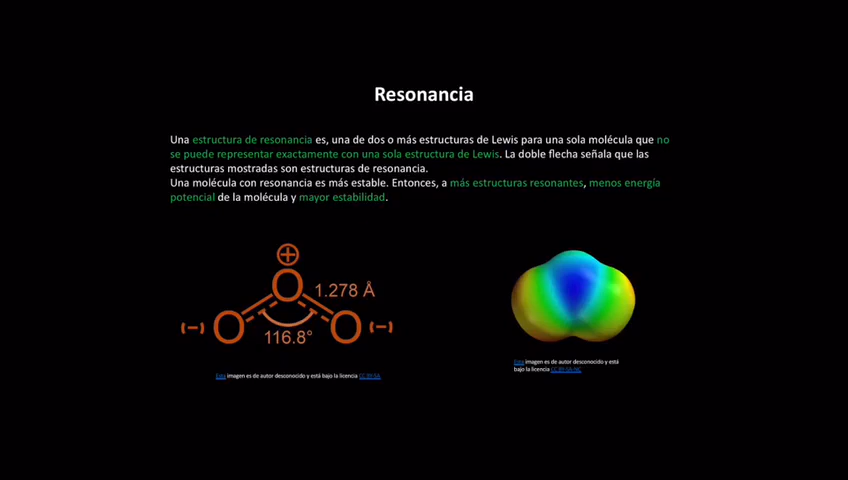 Resonancia
Una estructura de resonancia es, una de dos o más estructuras de Lewis para una sola molécula que no
se puede representar exactamente con una sola estructura de Lewis. La doble flecha señala que las
estructuras mostradas son estructuras de resonancia.
Una molécula con resonancia es más estable. Entonces, a más estructuras resonantes, menos energía
potencial de la molécula y mayor estabilidad.
⊕
O
1.278 Å
(−) O O (−)
116.8°
Esta imagen es de autor desconocido y está
bajo la licencia CC BY-SA-NC
Esta imagen es de autor desconocido y está bajo la licencia CC BY-SA